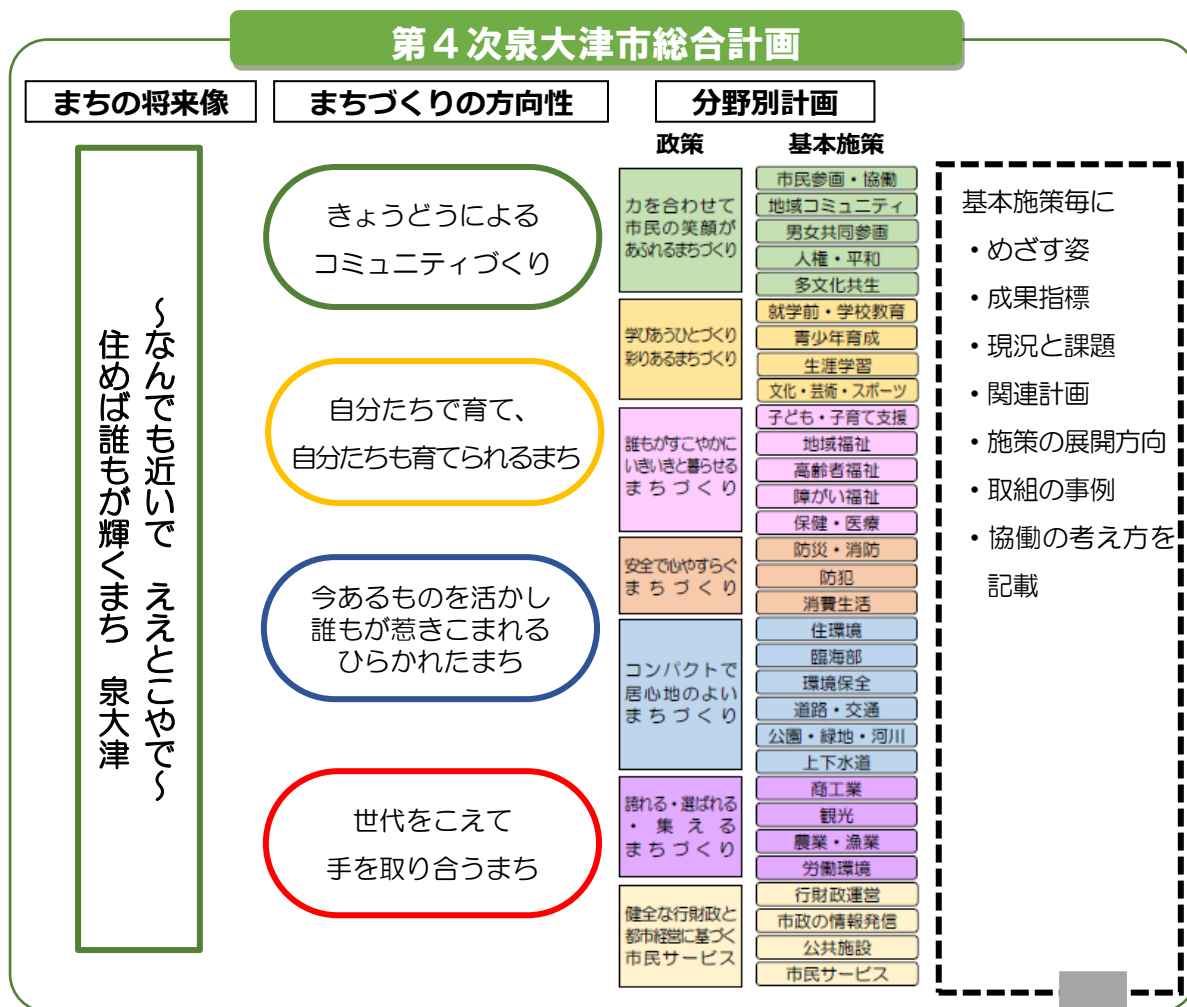 第４次泉大津市総合計画
まちの将来像
まちづくりの方向性
分野別計画
～なんでも近いで　ええとこやで～
住めば誰もが輝くまち　泉大津
きょうどうによる
コミュニティづくり
自分たちで育て、
自分たちも育てられるまち
今あるものを活かし
誰もが惹きこまれる
ひらかれたまち
世代をこえて
手を取り合うまち
政策
基本施策
力を合わせて
市民の笑顔が
あふれるまちづくり
市民参画・協働
地域コミュニティ
男女共同参画
人権・平和
多文化共生
学びあうひとづくり
彩りあるまちづくり
就学前・学校教育
青少年育成
生涯学習
文化・芸術・スポーツ
誰もがすこやかに
いきいきと暮らせる
まちづくり
子ども・子育て支援
地域福祉
高齢者福祉
障がい福祉
保健・医療
安全で心やすらぐ
まちづくり
防災・消防
防犯
消費生活
コンパクトで
居心地のよい
まちづくり
住環境
臨海部
環境保全
道路・交通
公園・緑地・河川
上下水道
誇れる・選ばれる
・集える
まちづくり
商工業
観光
農業・漁業
労働環境
健全な行財政と
都市経営に基づく
市民サービス
行財政運営
市政の情報発信
公共施設
市民サービス
基本施策毎に
・めざす姿
・成果指標
・現況と課題
・関連計画
・施策の展開方向
・取組の事例
・協働の考え方を
記載